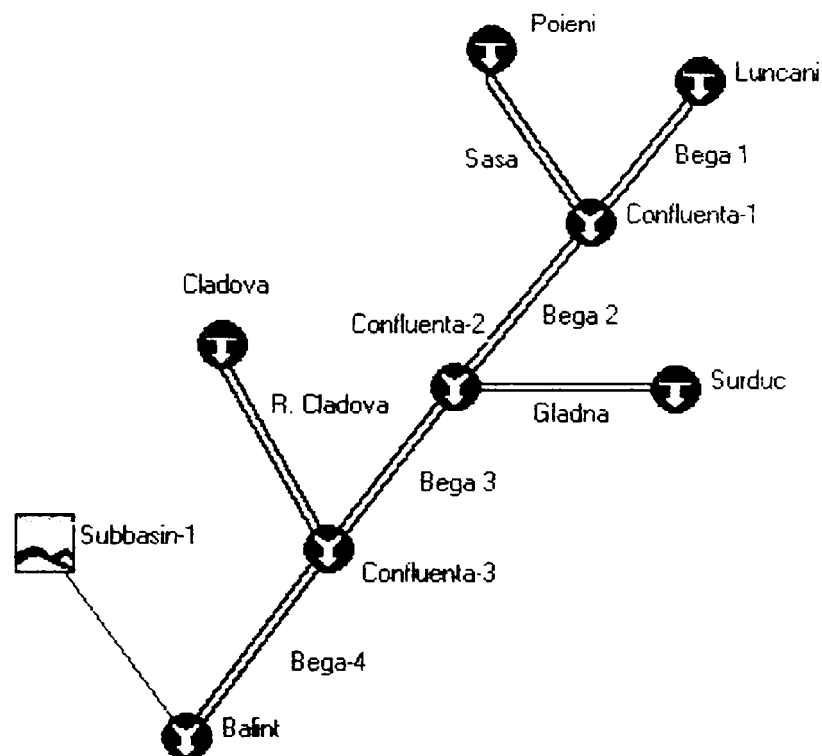 Poieni
Luncani
Sasa
Bega 1
Confluenta-1
Cladova
Confluenta-2
Bega 2
R. Cladova
Surduc
Gladna
Bega 3
Subbasin-1
Confluenta-3
Bega-4
Balint